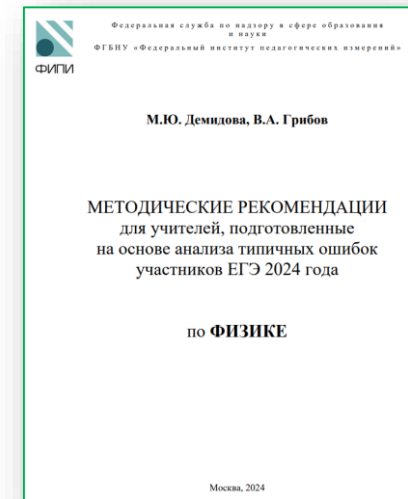 Федеральная служба по надзору в сфере образования
и науки
ФГБНУ «Федеральный институт педагогических измерений»
ФИПИ
М.Ю. Демидова, В.А. Грибов
МЕТОДИЧЕСКИЕ РЕКОМЕНДАЦИИ
для учителей, подготовленные
на основе анализа типичных ошибок
участников ЕГЭ 2024 года
по ФИЗИКЕ
Москва, 2024